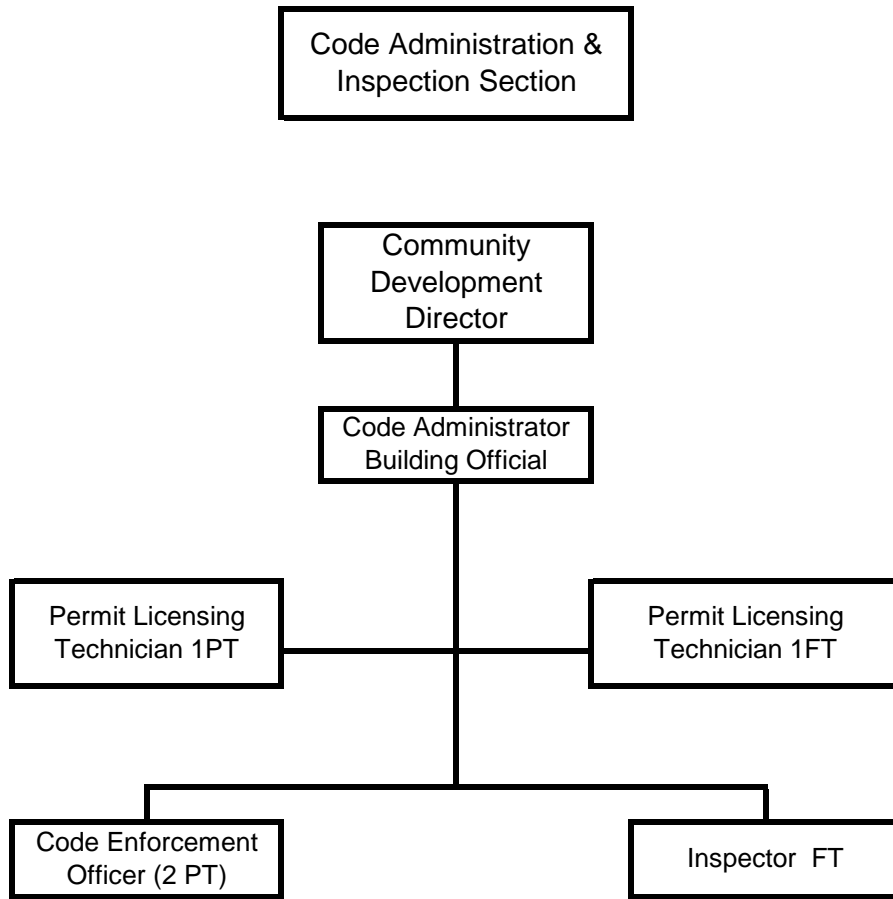 Code Administration &
Inspection Section
Community
Development
Director
Code Administrator
Building Official
Permit Licensing
Technician 1PT
Permit Licensing
Technician 1FT
Code Enforcement
Officer (2 PT)
Inspector FT